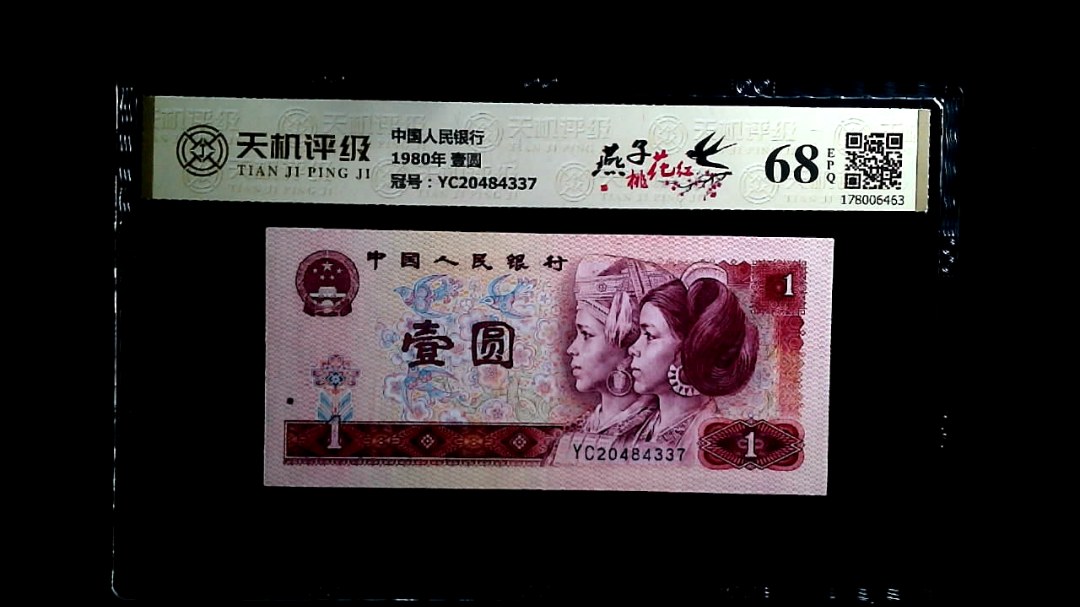 天机评级
TIAN JI PING JI
中国人民银行
1980年 壹圆
冠号：YC20484337
燕子
桃花红
68
EPQ
178006463
中国人民银行
1
壹圆
1
YC20484337
1